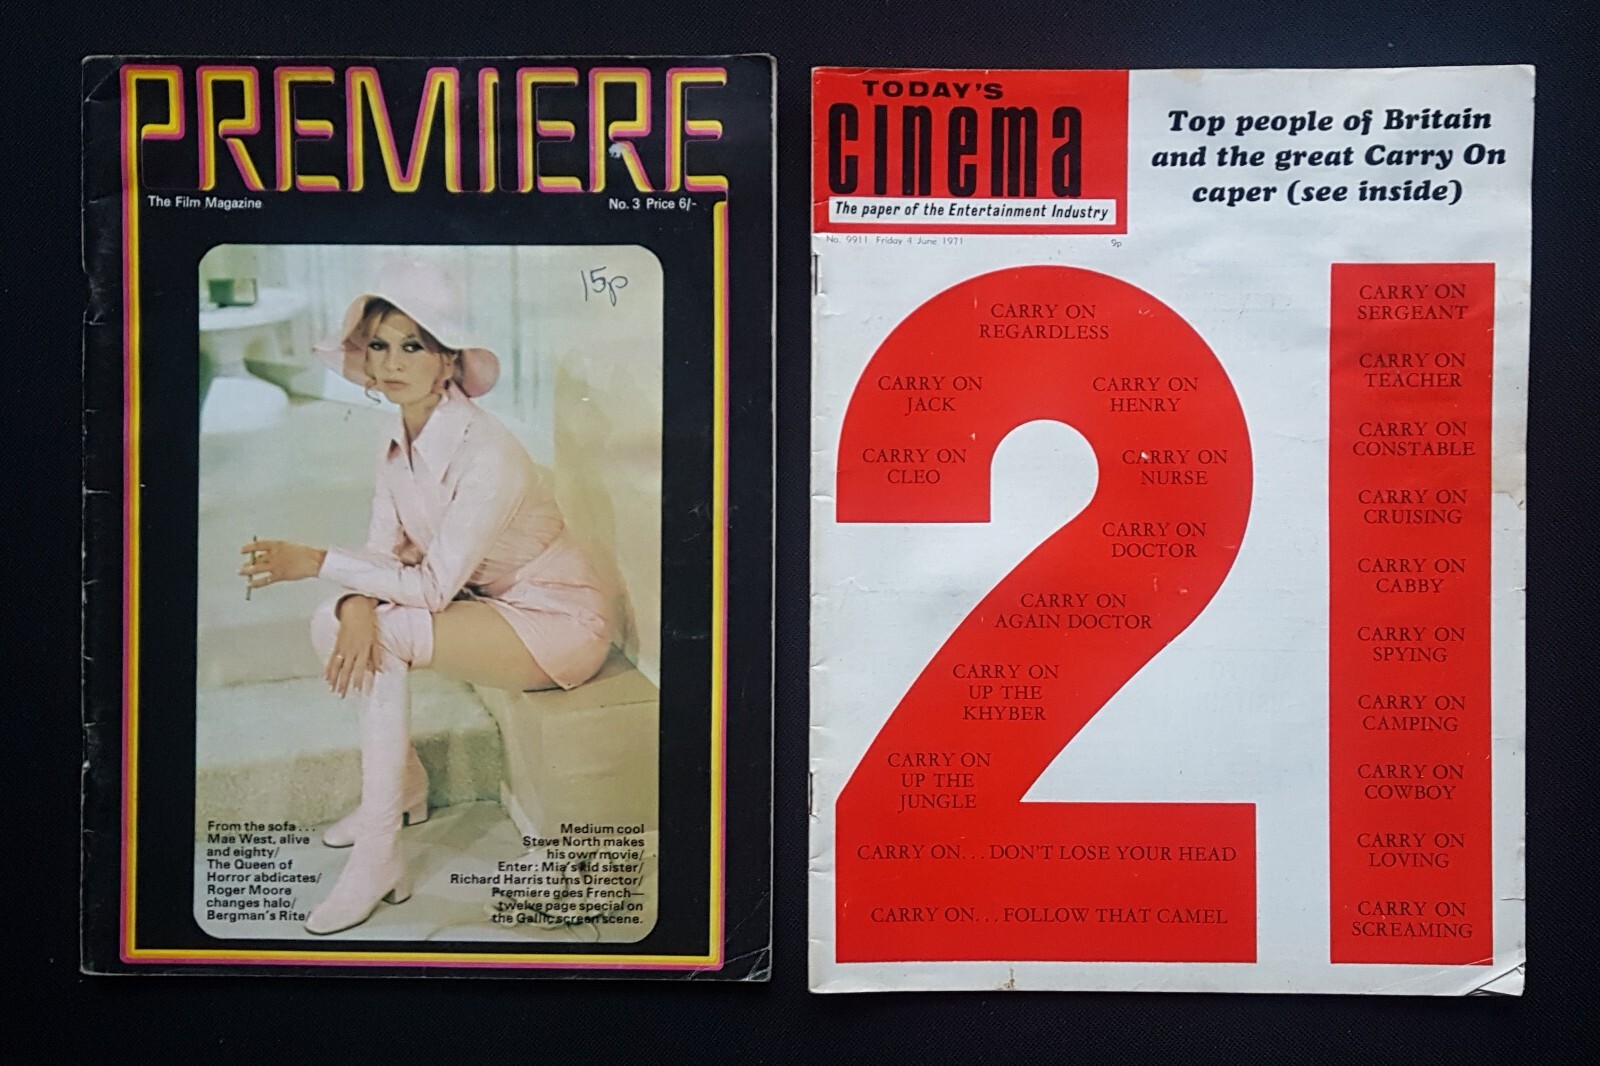 PREMIERE
The Film Magazine
No. 3 Price 6/-
15p
From the sofa...
Mae West, alive
and eighty/
The Queen of
Horror abdicates/
Roger Moore
changes halo/
Bergman's Rite/
Medium cool
Steve North makes
his own movie/
Enter: Mia's kid sister/
Richard Harris turns Director/
Premiere goes French—
twelve page special on
the Gallic screen scene.
TODAY'S
cinema
The paper of the Entertainment Industry
No. 9911 Friday 4 June 1971
9p
Top people of Britain
and the great Carry On
caper (see inside)
21
CARRY ON
REGARDLESS
CARRY ON
JACK
CARRY ON
HENRY
CARRY ON
CLEO
CARRY ON
NURSE
CARRY ON
DOCTOR
CARRY ON
AGAIN DOCTOR
CARRY ON
UP THE
KHYBER
CARRY ON
UP THE
JUNGLE
CARRY ON... DON'T LOSE YOUR HEAD
CARRY ON... FOLLOW THAT CAMEL
CARRY ON
SERGEANT
CARRY ON
TEACHER
CARRY ON
CONSTABLE
CARRY ON
CRUISING
CARRY ON
CABBY
CARRY ON
SPYING
CARRY ON
CAMPING
CARRY ON
COWBOY
CARRY ON
LOVING
CARRY ON
SCREAMING